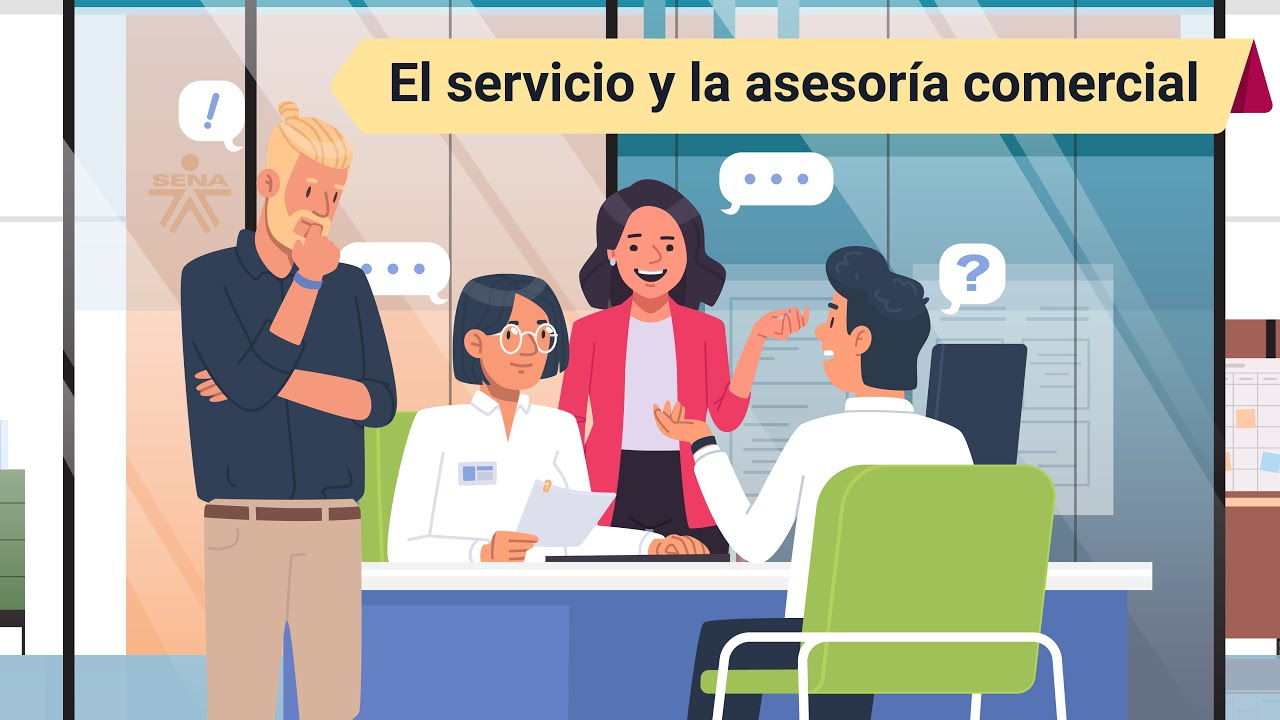 El servicio y la asesoría comercial
!
SENA
...
...
?